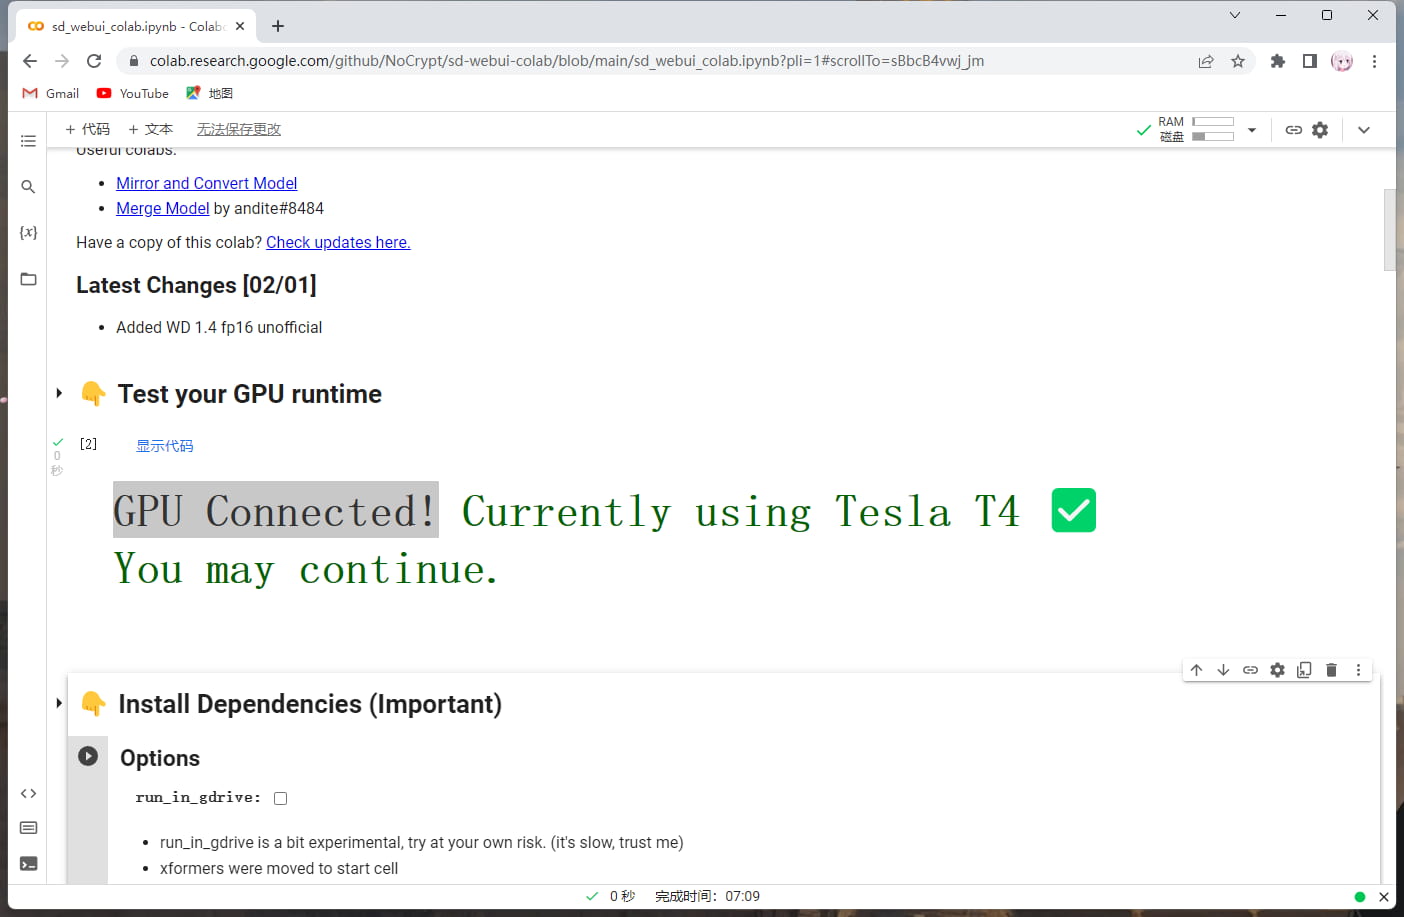 sd_webui_colab.ipynb - Colab
colab.research.google.com/github/NoCrypt/sd-webui-colab/blob/main/sd_webui_colab.ipynb?pli=1#scrollTo=sBbcB4vwj_jm
Gmail YouTube 地图
+ 代码 + 文本 无法保存更改
RAM
磁盘
Useful colabs:
Mirror and Convert Model
Merge Model by andite#8484
Have a copy of this colab? Check updates here.
Latest Changes [02/01]
Added WD 1.4 fp16 unofficial
👇 Test your GPU runtime
[2] 显示代码
0
秒
GPU Connected! Currently using Tesla T4 ✅
You may continue.
👇 Install Dependencies (Important)
Options
run_in_gdrive:
run_in_gdrive is a bit experimental, try at your own risk. (it's slow, trust me)
xformers were moved to start cell
0 秒 完成时间：07:09